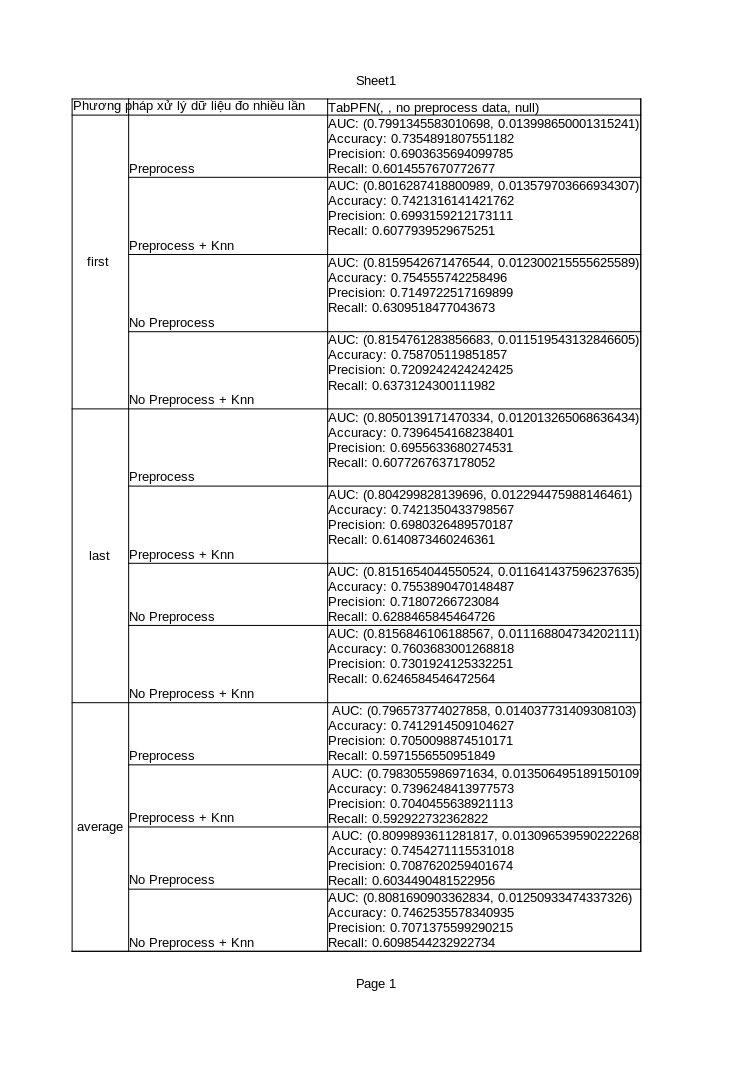 Sheet1
Phương pháp xử lý dữ liệu đo nhiều lần
TabPFN(, , no preprocess data, null)
first
Preprocess
AUC: (0.7991345583010698, 0.013998650001315241)
Accuracy: 0.7354891807551182
Precision: 0.6903635694099785
Recall: 0.6014557670772677
Preprocess + Knn
AUC: (0.8016287418800989, 0.013579703666934307)
Accuracy: 0.7421316141421762
Precision: 0.6993159212173111
Recall: 0.6077939529675251
No Preprocess
AUC: (0.8159542671476544, 0.012300215555625589)
Accuracy: 0.754555742258496
Precision: 0.7149722517169899
Recall: 0.6309518477043673
No Preprocess + Knn
AUC: (0.8154761283856683, 0.011519543132846605)
Accuracy: 0.758705119851857
Precision: 0.7209242424242425
Recall: 0.6373124300111982
last
Preprocess
AUC: (0.8050139171470334, 0.012013265068636434)
Accuracy: 0.7396454168238401
Precision: 0.6955633680274531
Recall: 0.6077267637178052
Preprocess + Knn
AUC: (0.804299828139696, 0.012294475988146461)
Accuracy: 0.7421350433798567
Precision: 0.6980326489570187
Recall: 0.6140873460246361
No Preprocess
AUC: (0.8151654044550524, 0.011641437596237635)
Accuracy: 0.7553890470148487
Precision: 0.71807266723084
Recall: 0.6288465845464726
No Preprocess + Knn
AUC: (0.8156846106188567, 0.011168804734202111)
Accuracy: 0.7603683001268818
Precision: 0.7301924125332251
Recall: 0.6246584546472564
average
Preprocess
AUC: (0.796573774027858, 0.014037731409308103)
Accuracy: 0.7412914509104627
Precision: 0.7050098874510171
Recall: 0.5971556550951849
Preprocess + Knn
AUC: (0.7983055986971634, 0.013506495189150109)
Accuracy: 0.7396248413977573
Precision: 0.7040455638921113
Recall: 0.592922732362822
No Preprocess
AUC: (0.8099893611281817, 0.013096539590222268)
Accuracy: 0.7454271115531018
Precision: 0.7087620259401674
Recall: 0.6034490481522956
No Preprocess + Knn
AUC: (0.8081690903362834, 0.01250933474337326)
Accuracy: 0.7462535578340935
Precision: 0.7071375599290215
Recall: 0.6098544232922734
Page 1